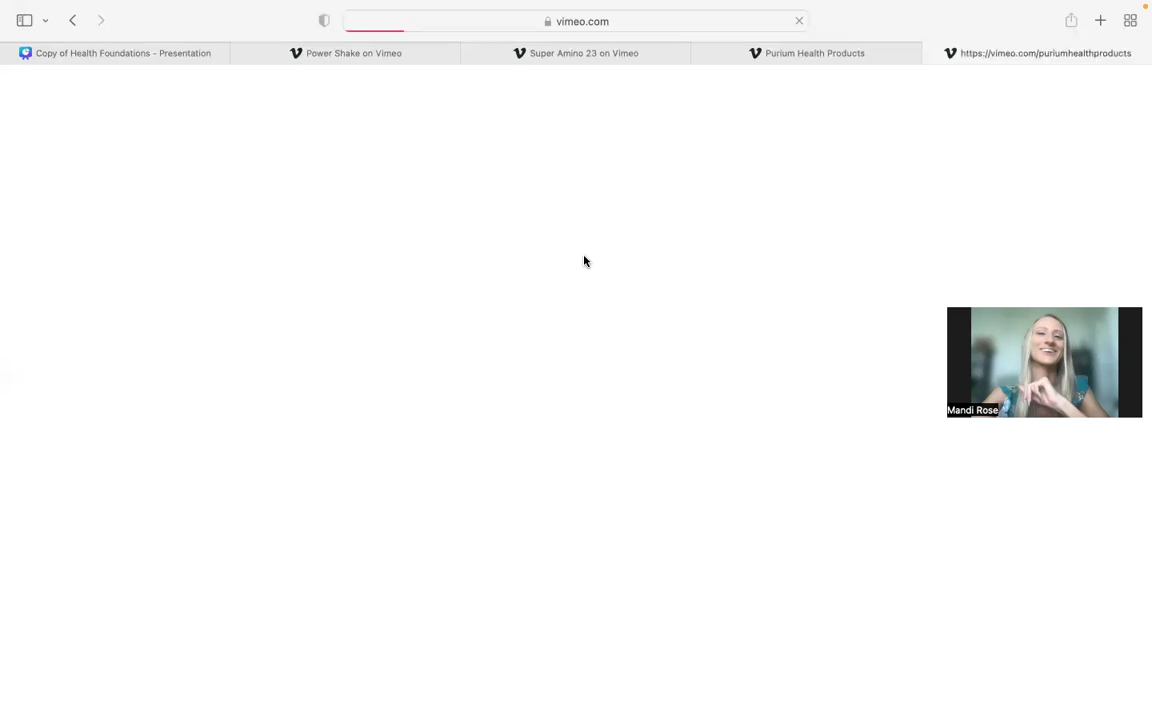 vimeo.com
Copy of Health Foundations - Presentation
Power Shake on Vimeo
Super Amino 23 on Vimeo
Purium Health Products
https://vimeo.com/puriumhealthproducts
Mandi Rose